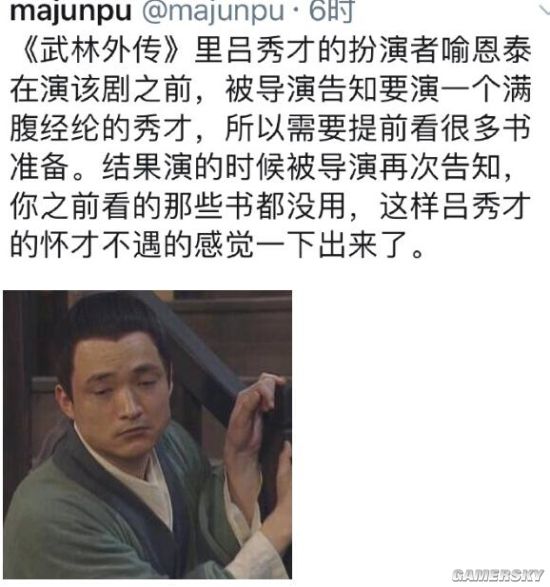 majunpu @majunpu · 6时
《武林外传》里吕秀才的扮演者喻恩泰
在演该剧之前，被导演告知要演一个满
腹经纶的秀才，所以需要提前看很多书
准备。结果演的时候被导演再次告知，
你之前看的那些书都没用，这样吕秀才
的怀才不遇的感觉一下出来了。
GAMERSKY